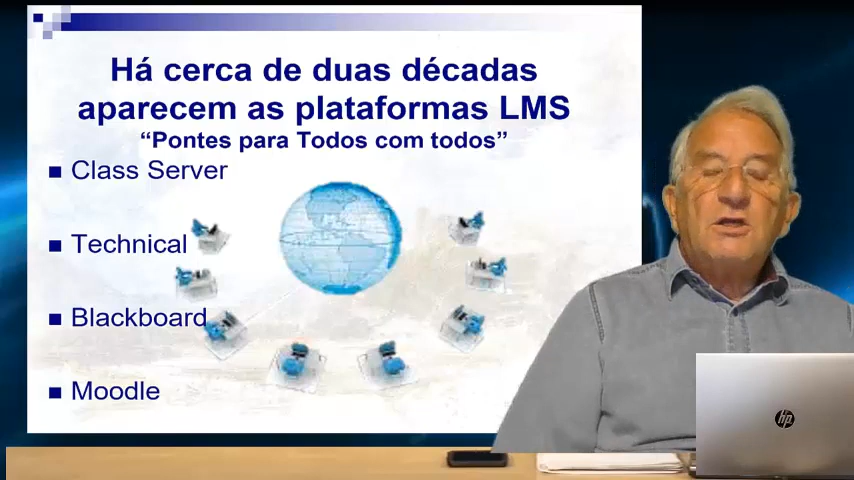 Há cerca de duas décadas
aparecem as plataformas LMS
“Pontes para Todos com todos”
Class Server
Technical
Blackboard
Moodle
hp